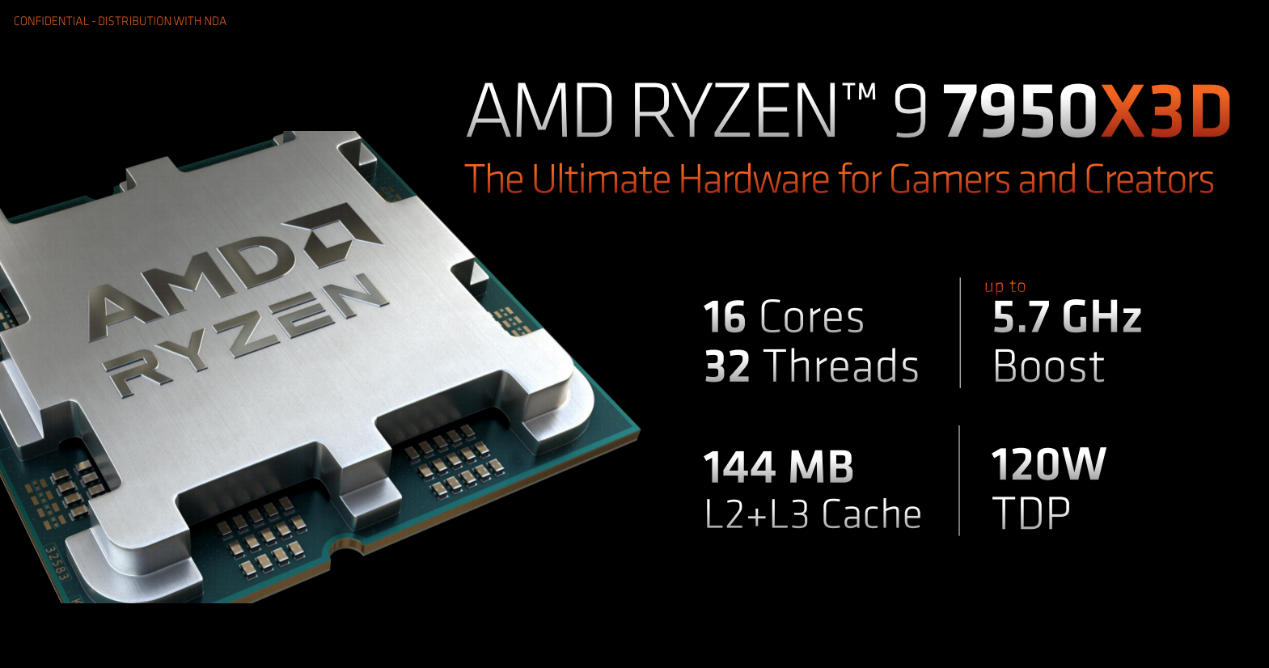 CONFIDENTIAL - DISTRIBUTION WITH NDA
AMD RYZEN™ 9 7950X3D
The Ultimate Hardware for Gamers and Creators
AMD
RYZEN
16 Cores
32 Threads
up to
5.7 GHz
Boost
144 MB
L2+L3 Cache
120W
TDP
32583